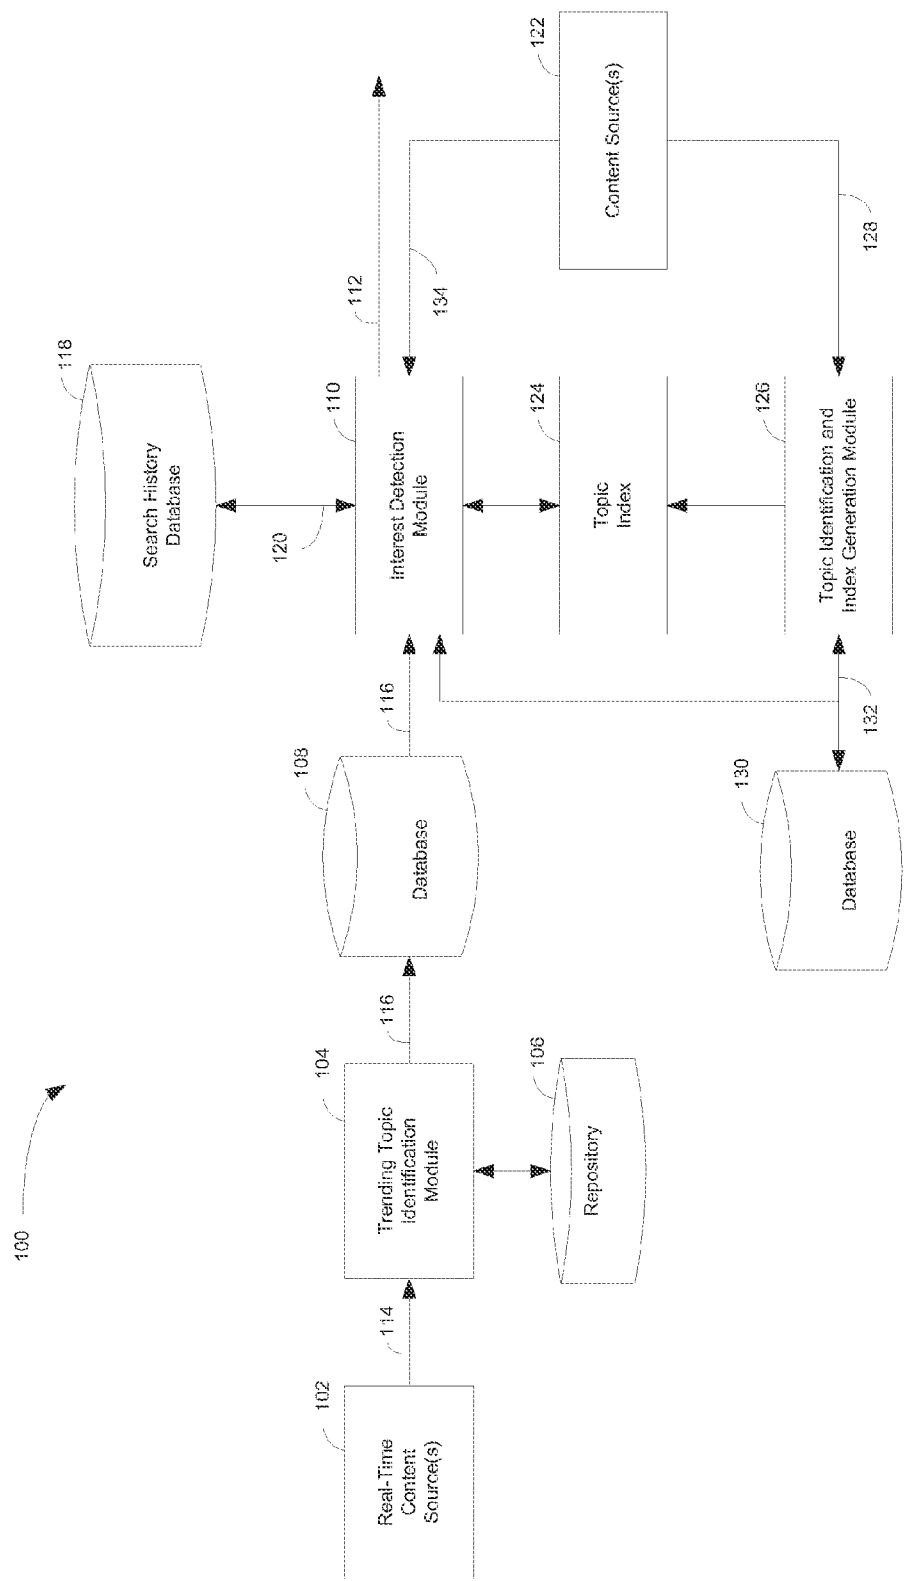 100
102
Real-Time
Content
Source(s)
114
104
Trending Topic
Identification
Module
106
Repository
116
108
Database
116
118
Search History
Database
120
110
Interest Detection
Module
112
134
122
Content Source(s)
124
Topic
Index
126
Topic Identification and
Index Generation Module
128
130
Database
132